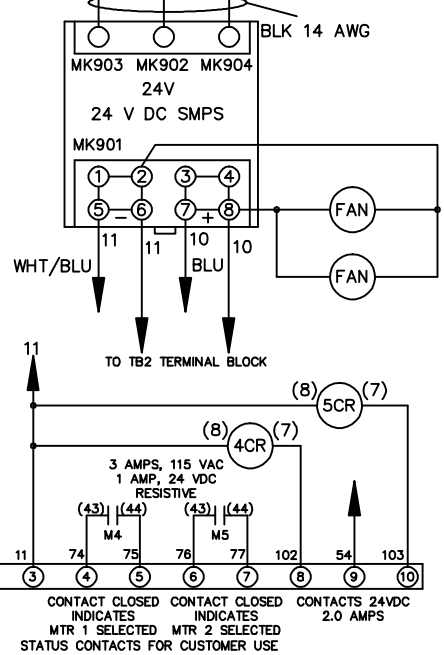 BLK 14 AWG
MK903 MK902 MK904
24V
24 V DC SMPS
MK901
1 2 3 4
5 − 6 7 + 8
FAN
FAN
11 11 10 10
WHT/BLU BLU
TO TB2 TERMINAL BLOCK
11
(8) 5CR (7)
(8) 4CR (7)
3 AMPS, 115 VAC
1 AMP, 24 VDC
RESISTIVE
(43) (44) (43) (44)
M4 M5
11 74 75 76 77 102 54 103
3 4 5 6 7 8 9 10
CONTACT CLOSED CONTACT CLOSED CONTACTS 24VDC
INDICATES INDICATES 2.0 AMPS
MTR 1 SELECTED MTR 2 SELECTED
STATUS CONTACTS FOR CUSTOMER USE